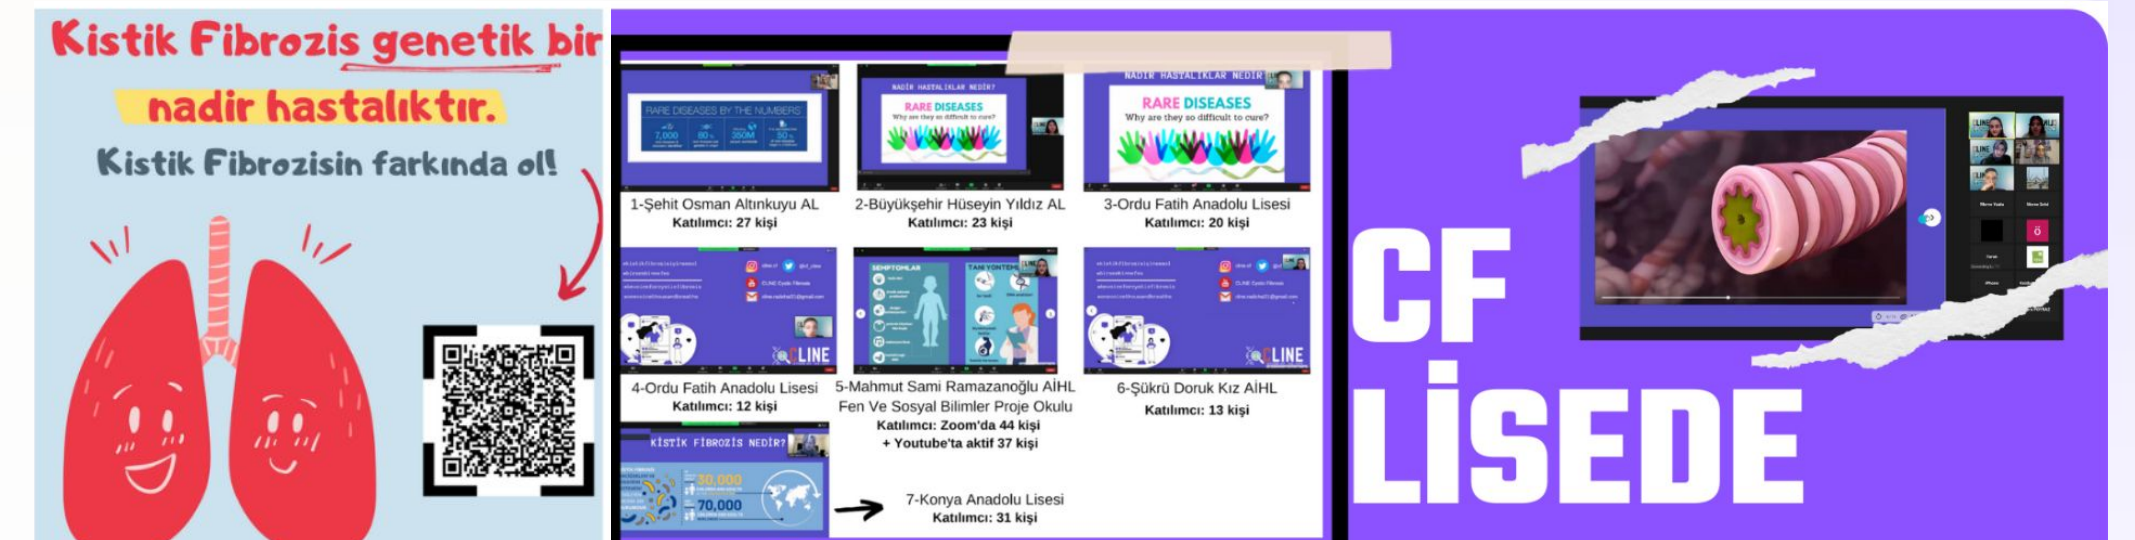 Kistik Fibrozis genetik bir
nadir hastalıktır.
Kistik Fibrozisin farkında ol!
RARE DISEASES BY THE NUMBERS
7,000
80
350M
50
NADİR HASTALIKLAR NEDİR?
RARE DISEASES
Why are they so difficult to cure?
NADİR HASTALIKLAR NEDİR
RARE DISEASES
Why are they so difficult to cure?
1-Şehit Osman Altınkuyu AL
Katılımcı: 27 kişi
2-Büyükşehir Hüseyin Yıldız AL
Katılımcı: 23 kişi
3-Ordu Fatih Anadolu Lisesi
Katılımcı: 20 kişi
CLINE
SEMPTOMLAR
CLINE
4-Ordu Fatih Anadolu Lisesi
Katılımcı: 12 kişi
5-Mahmut Sami Ramazanoğlu AİHL
Fen Ve Sosyal Bilimler Proje Okulu
Katılımcı: Zoom'da 44 kişi
+ Youtube'ta aktif 37 kişi
6-Şükrü Doruk Kız AİHL
Katılımcı: 13 kişi
KİSTİK FİBROZİS NEDİR?
30,000
70,000
7-Konya Anadolu Lisesi
Katılımcı: 31 kişi
CF
LİSEDE
ö